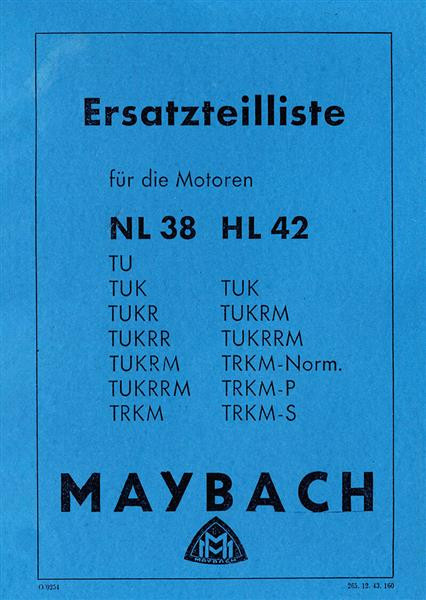 Ersatzteilliste
für die Motoren
NL 38 HL 42
TU
TUK TUK
TUKR TUKRM
TUKRR TUKRRM
TUKRM TRKM-Norm.
TUKRRM TRKM-P
TRKM TRKM-S
MAYBACH
MM
MAYBACH
O/0254 265. 12. 43. 160